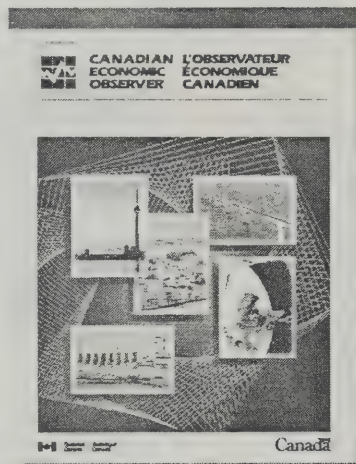 CANADIAN L'OBSERVATEUR
ECONOMIC ÉCONOMIQUE
OBSERVER CANADIEN
Canada